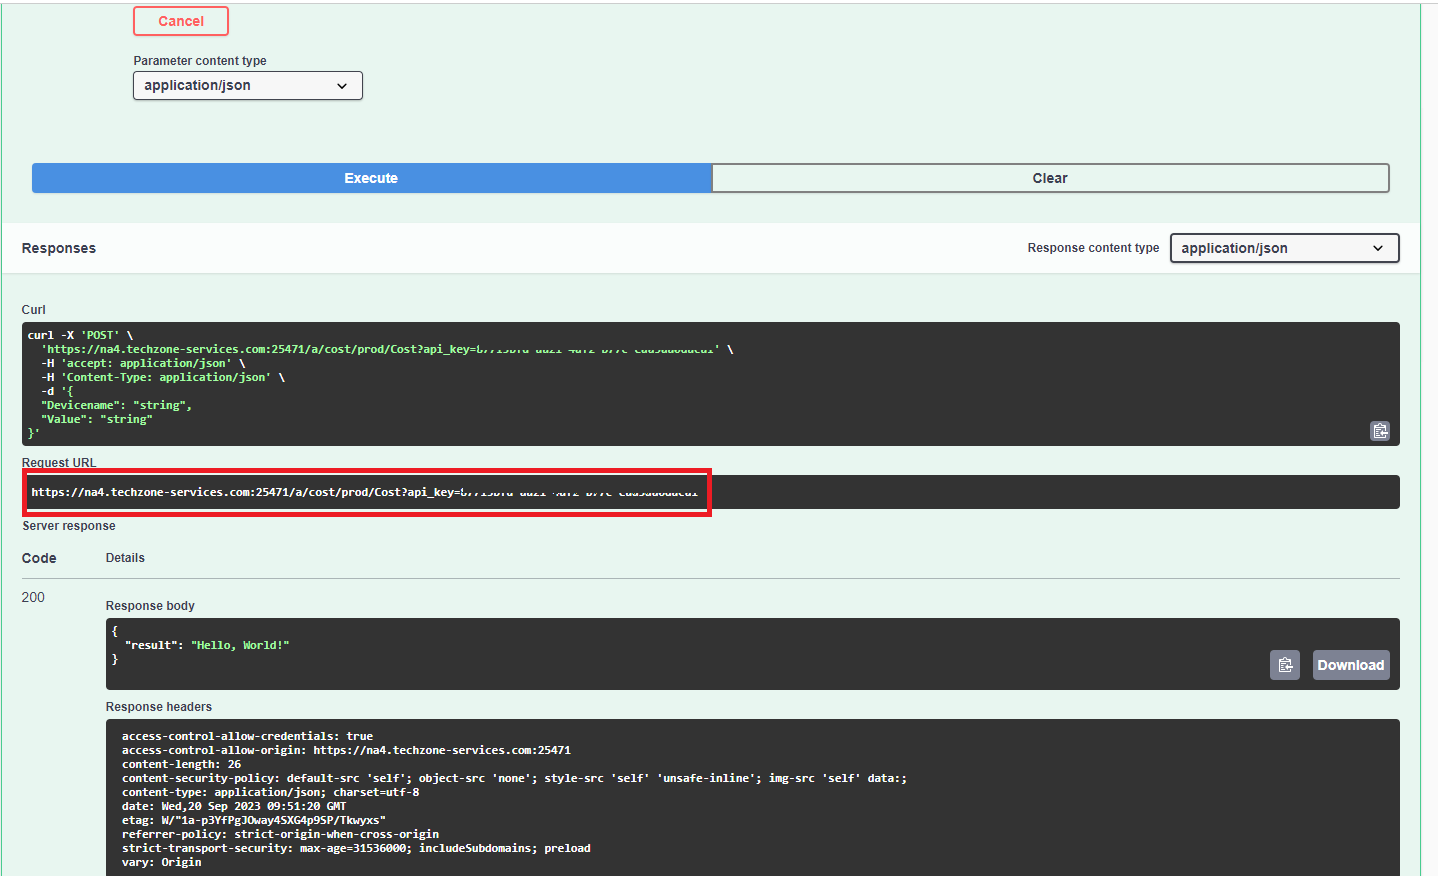 Cancel
Parameter content type
application/json
Execute
Clear
Responses
Response content type
application/json
Curl
curl -X 'POST' \
'https://na4.techzone-services.com:25471/a/cost/prod/Cost?api_key= \
-H 'accept: application/json' \
-H 'Content-Type: application/json' \
-d '{
"Devicename": "string",
"Value": "string"
}'
Request URL
https://na4.techzone-services.com:25471/a/cost/prod/Cost?api_key=
Server response
Code
Details
200
Response body
{
"result": "Hello, World!"
}
Download
Response headers
access-control-allow-credentials: true
access-control-allow-origin: https://na4.techzone-services.com:25471
content-length: 26
content-security-policy: default-src 'self'; object-src 'none'; style-src 'self' 'unsafe-inline'; img-src 'self' data:;
content-type: application/json; charset=utf-8
date: Wed,20 Sep 2023 09:51:20 GMT
etag: W/"1a-p3YfPgJOway4SXG4p9SP/Tkwyxs"
referrer-policy: strict-origin-when-cross-origin
strict-transport-security: max-age=31536000; includeSubdomains; preload
vary: Origin